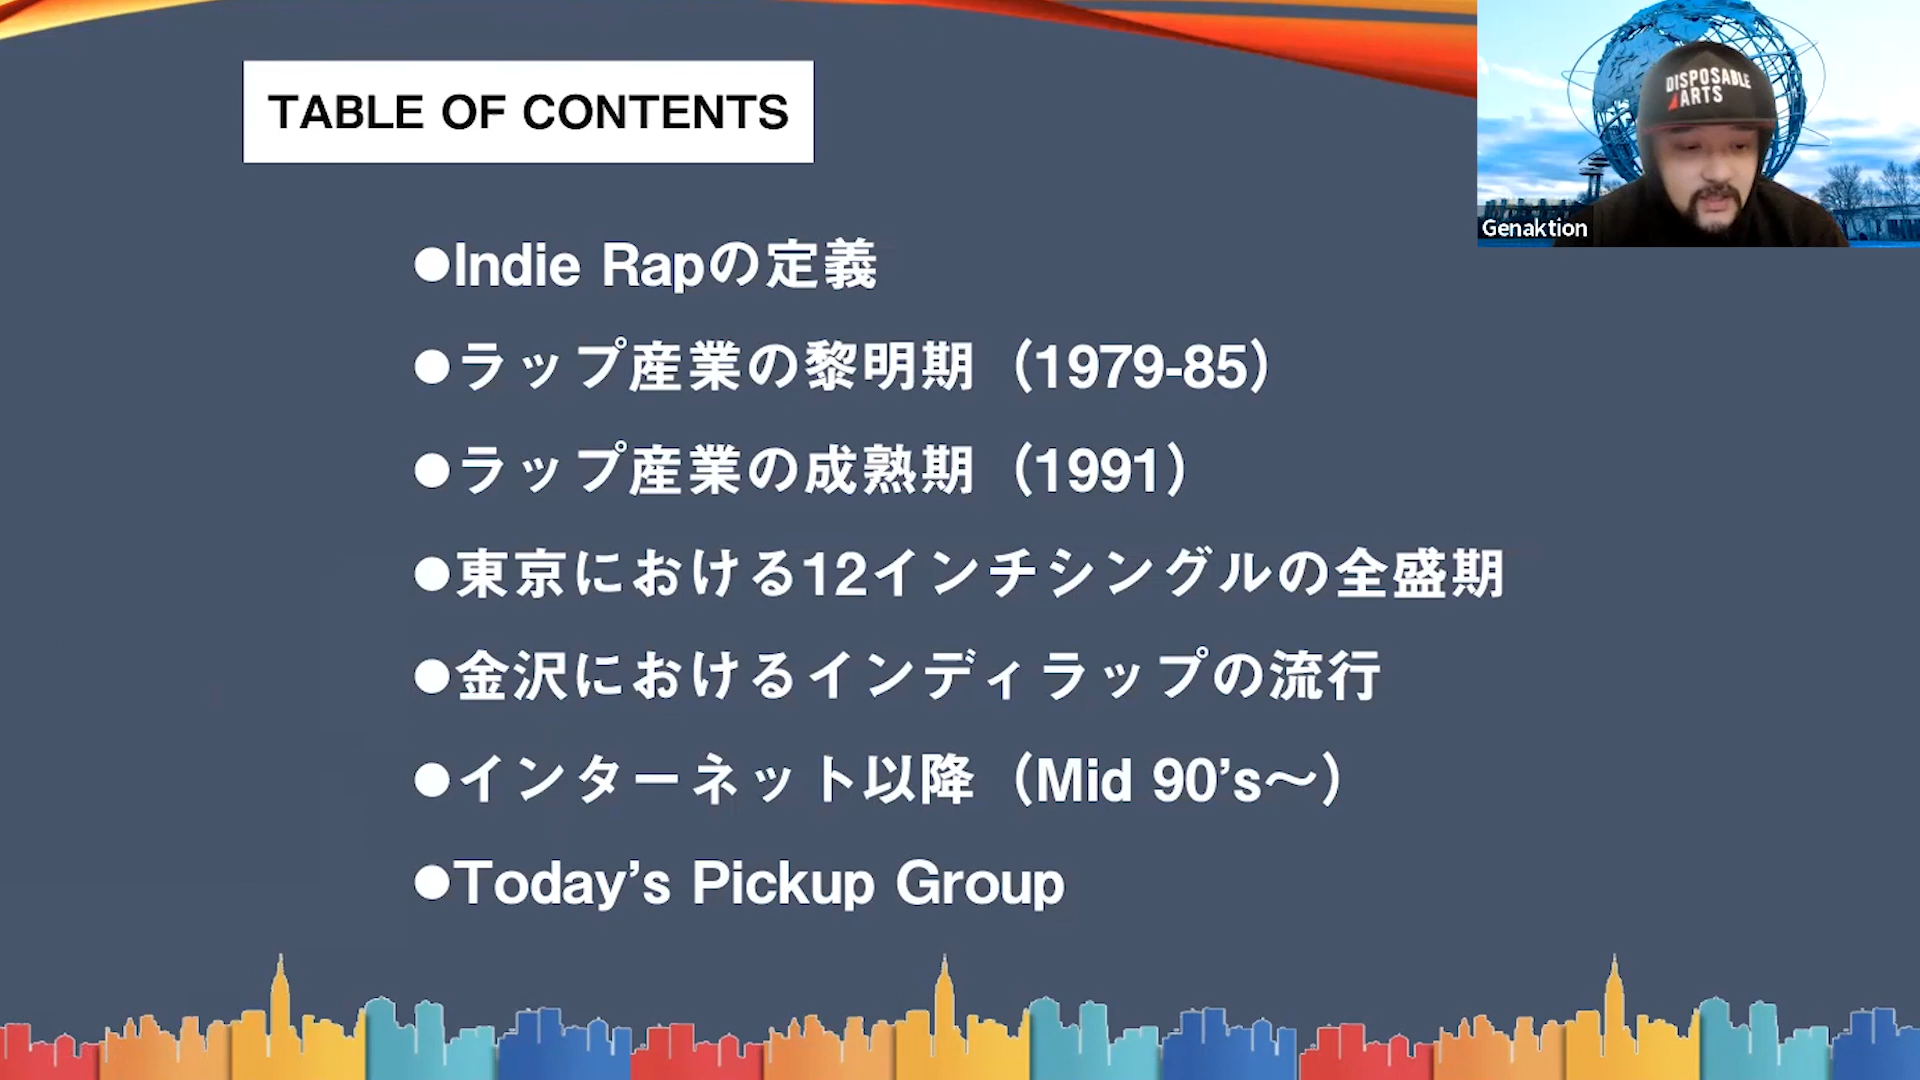 TABLE OF CONTENTS
DISPOSABLE
ARTS
Genaktion
●Indie Rapの定義
●ラップ産業の黎明期（1979-85）
●ラップ産業の成熟期（1991）
●東京における12インチシングルの全盛期
●金沢におけるインディラップの流行
●インターネット以降（Mid 90’s～）
●Today’s Pickup Group